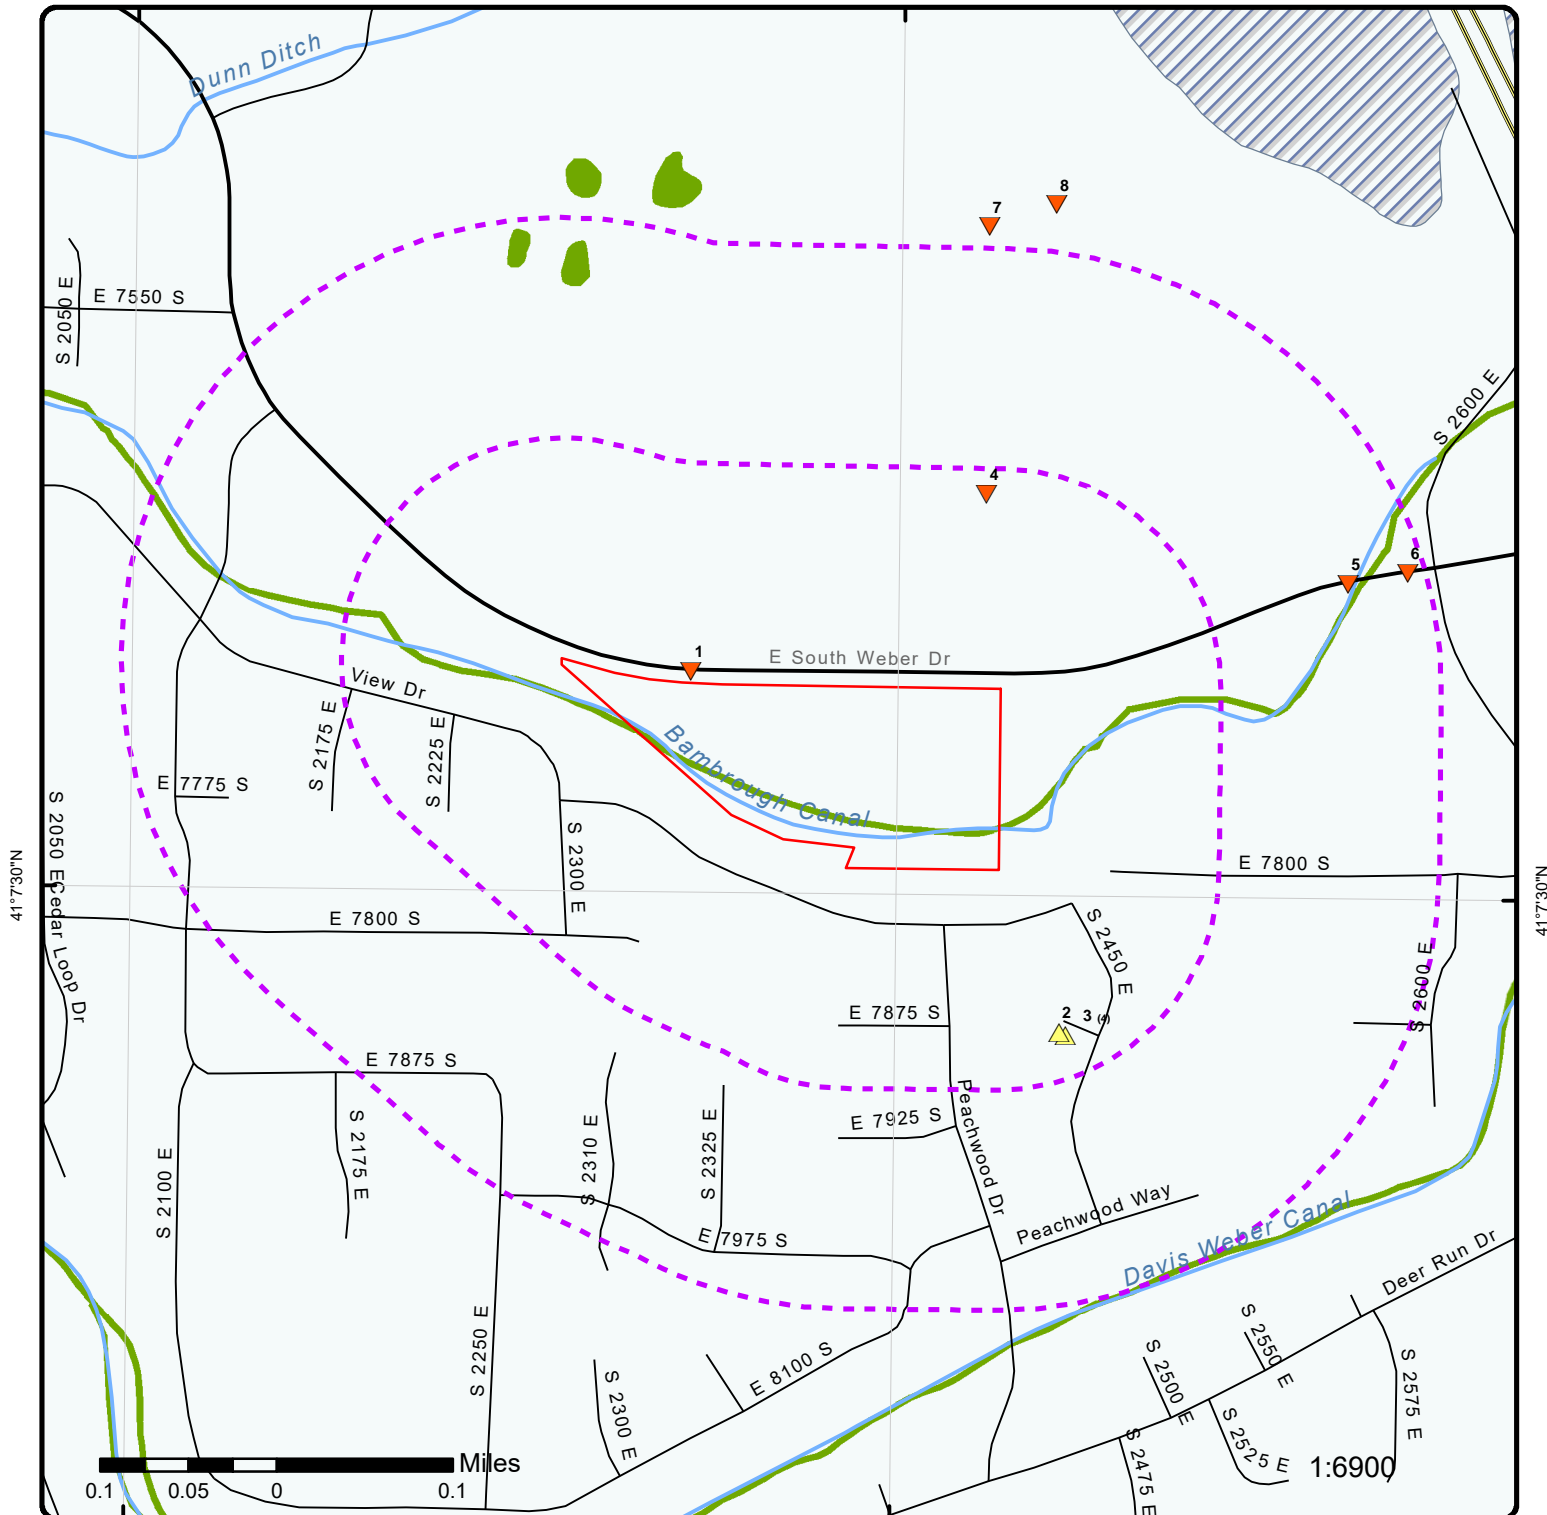 Dunn Ditch
8
7
S 2050 E
E 7550 S
S 2600 E
4
5
6
1
E South Weber Dr
View Dr
S 2175 E
S 2225 E
Bambrough Canal
E 7775 S
S 2050 E
Cedar Loop Dr
S 2300 E
41°7'30"N
41°7'30"N
E 7800 S
E 7800 S
S 2450 E
S 2600 E
E 7875 S
2
3 (4)
E 7875 S
Peachwood Dr
S 2100 E
S 2175 E
S 2310 E
S 2325 E
E 7925 S
E 7975 S
Peachwood Way
Davis Weber Canal
Deer Run Dr
S 2250 E
S 2300 E
E 8100 S
S 2500 E
S 2550 E
S 2575 E
S 2525 E
S 2475 E
Miles
0.1
0.05
0
0.1
1:6900